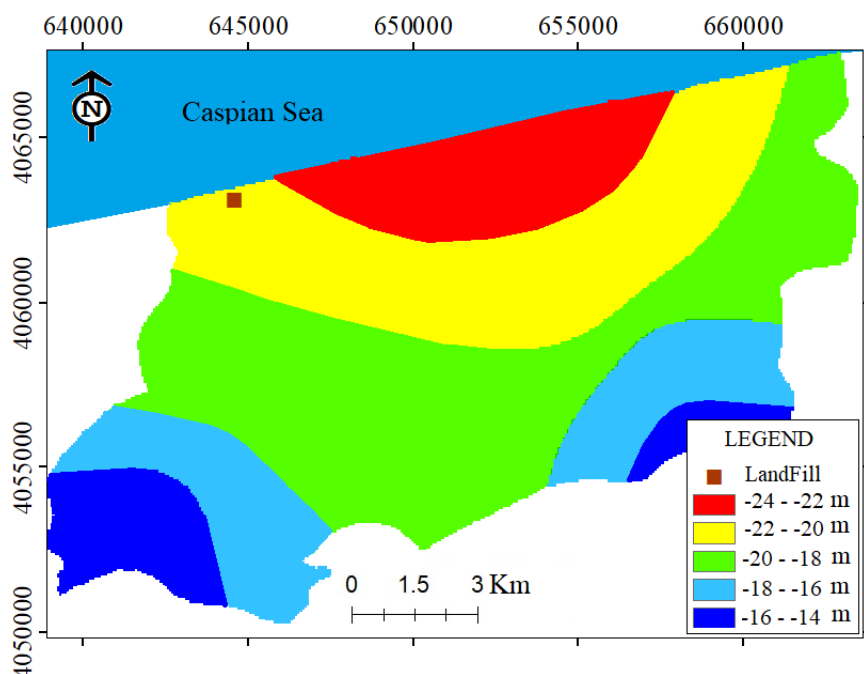 640000 645000 650000 655000 660000
4065000
4060000
4055000
4050000
N
Caspian Sea
0 1.5 3 Km
LEGEND
LandFill
-24 - -22 m
-22 - -20 m
-20 - -18 m
-18 - -16 m
-16 - -14 m